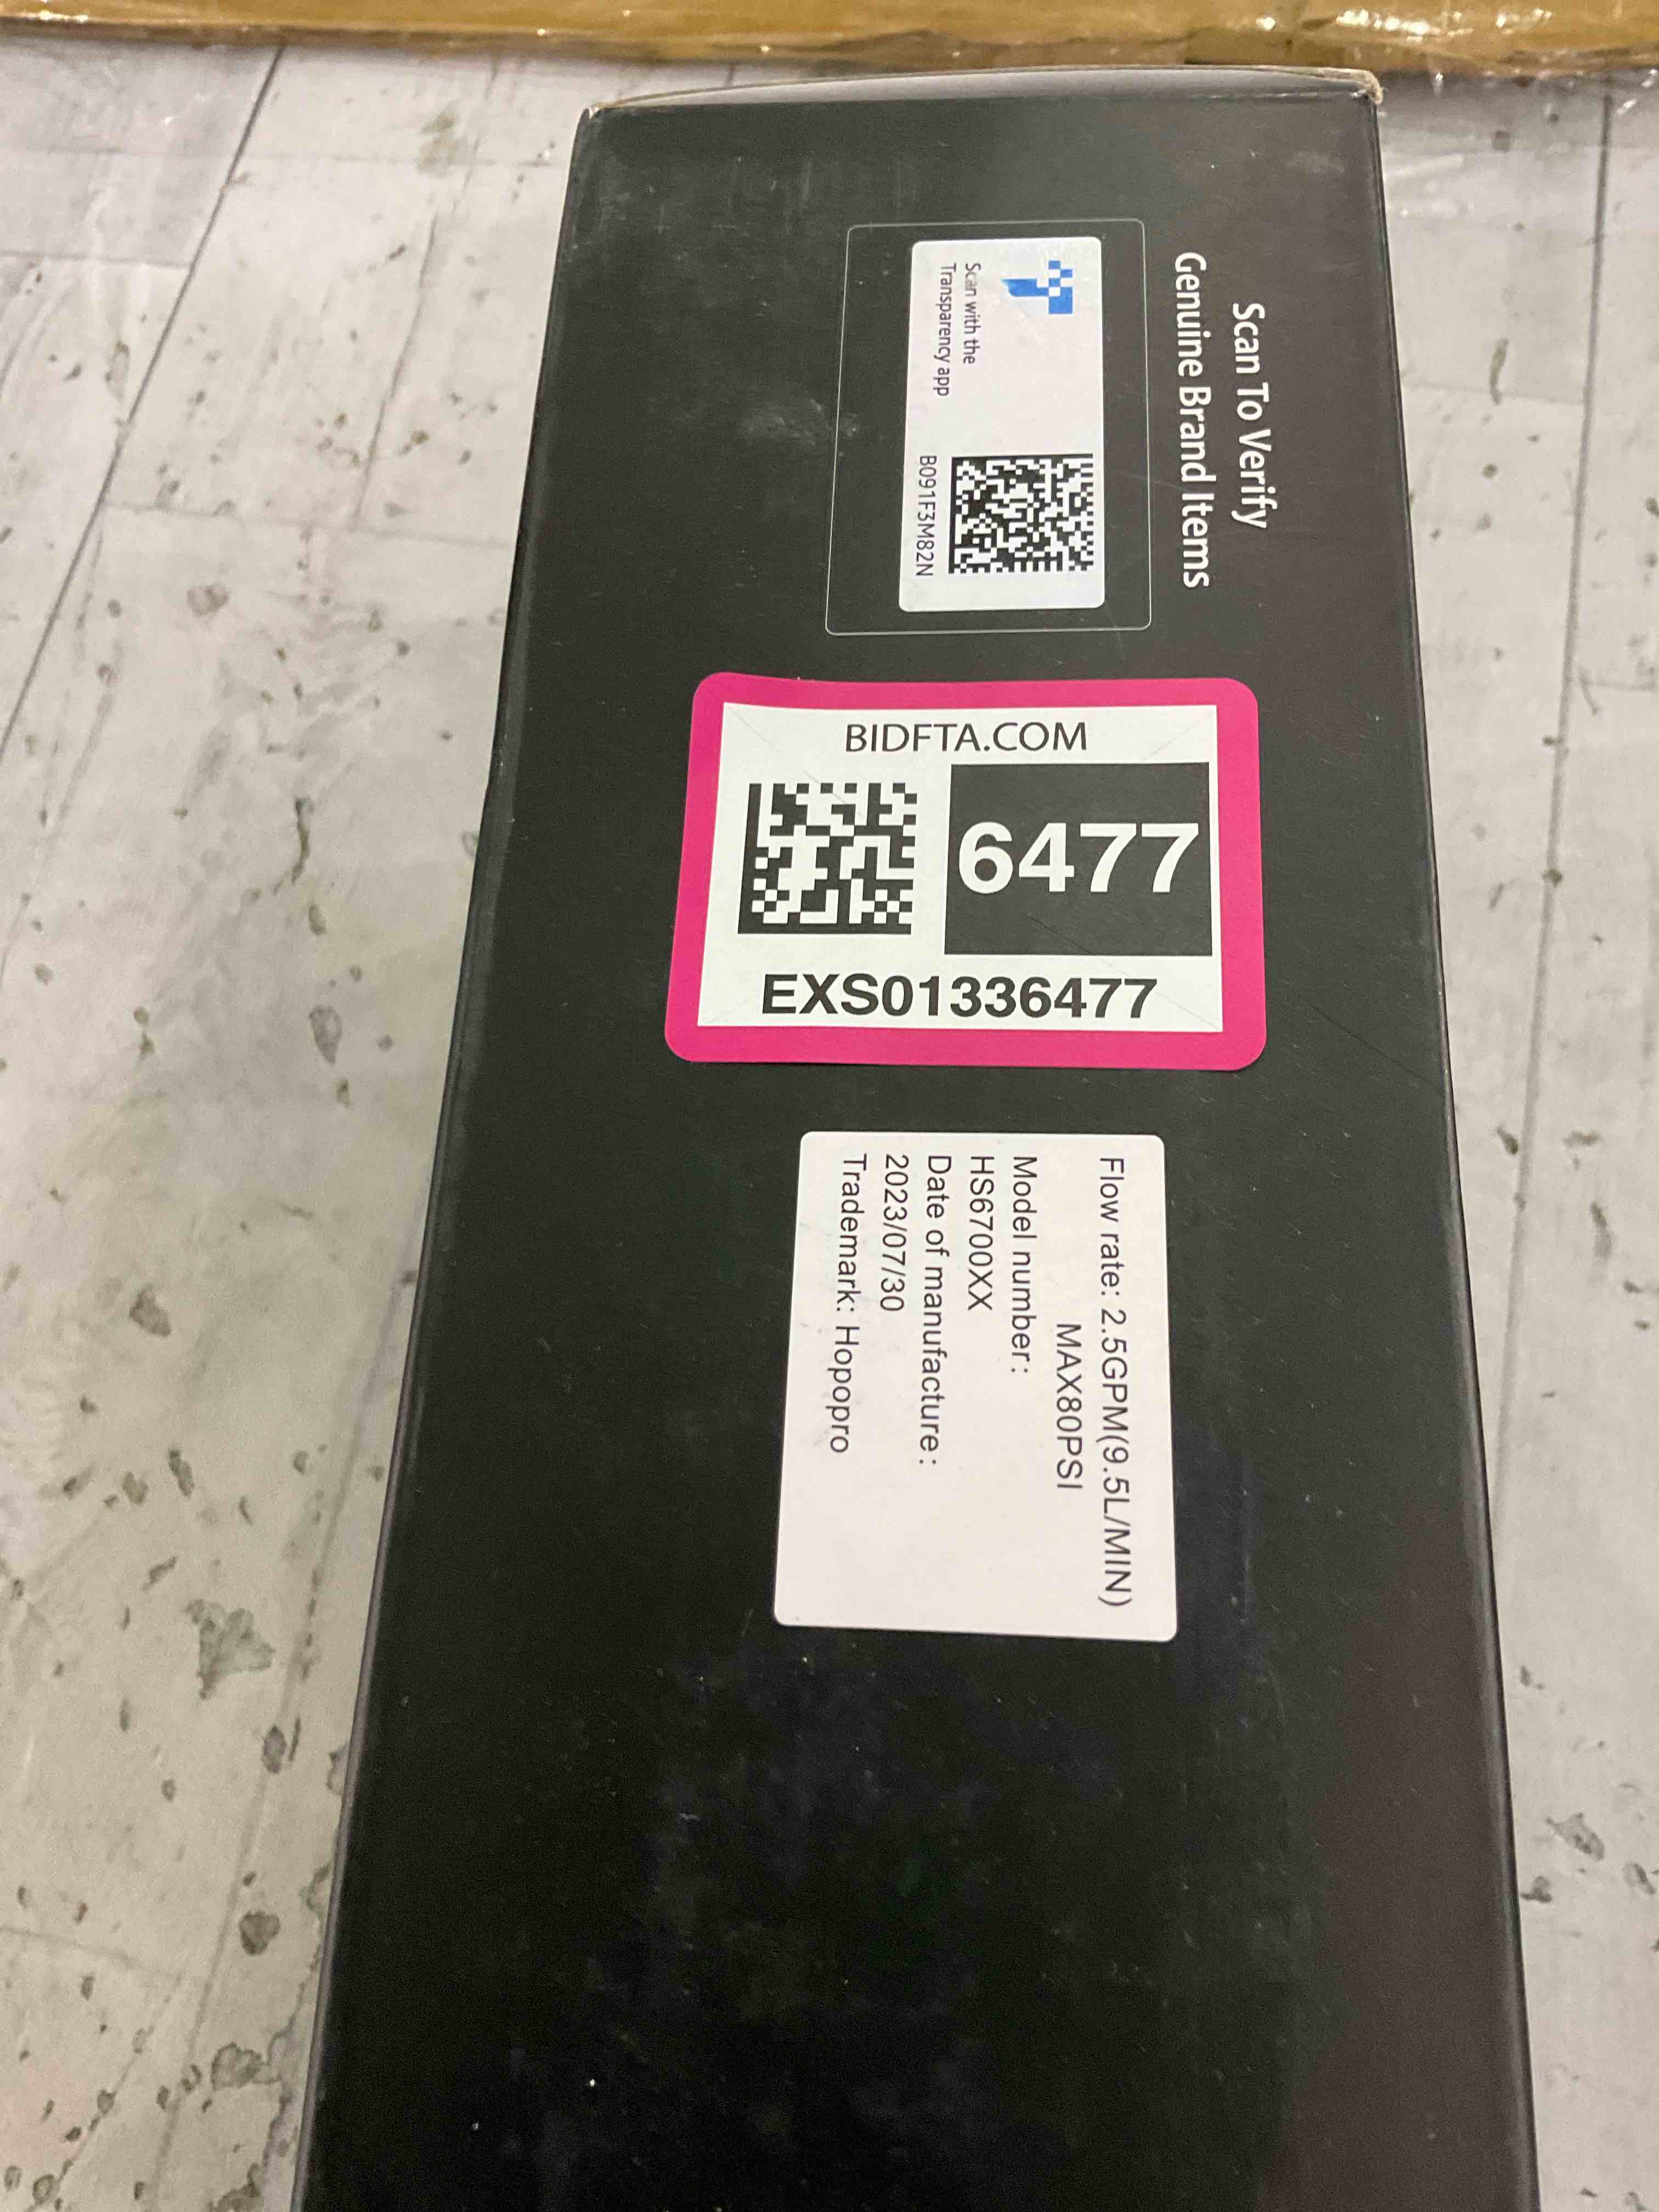 Scan To Verify
Genuine Brand Items
Scan with the
Transparency app
B091F3M82N
BIDFTA.COM
6477
EXS01336477
Flow rate: 2.5GPM(9.5L/MIN)
MAX80PSI
Model number:
HS6700XX
Date of manufacture:
2023/07/30
Trademark: Hopopro